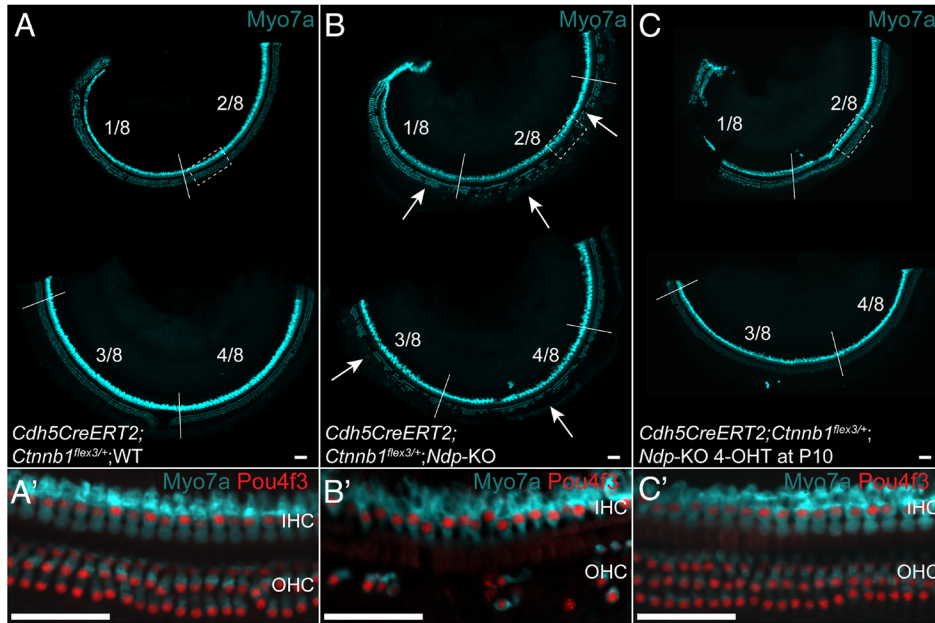 A Myo7a
1/8
2/8
3/8
4/8
Cdh5CreERT2;
Ctnnb1flex3/+;WT
B Myo7a
1/8
2/8
3/8
4/8
Cdh5CreERT2;
Ctnnb1flex3/+;Ndp-KO
C Myo7a
1/8
2/8
3/8
4/8
Cdh5CreERT2;Ctnnb1flex3/+;
Ndp-KO 4-OHT at P10
A' Myo7a Pou4f3
IHC
OHC
B' Myo7a Pou4f3
IHC
OHC
C' Myo7a Pou4f3
IHC
OHC